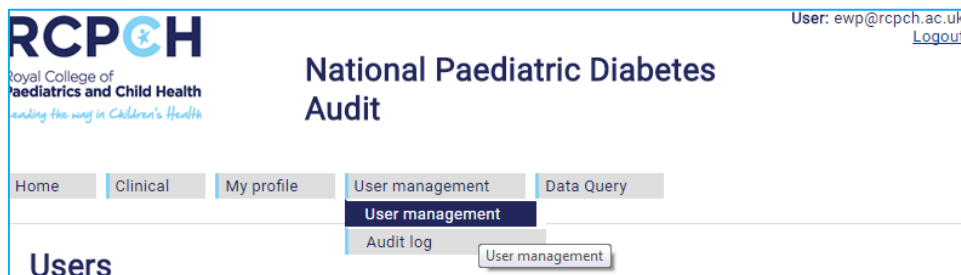 RCPCH
Royal College of
Paediatrics and Child Health
Leading the way in Children's Health
User: ewp@rcpch.ac.uk
Logout
National Paediatric Diabetes
Audit
Home Clinical My profile User management Data Query
User management
Audit log
User management
Users